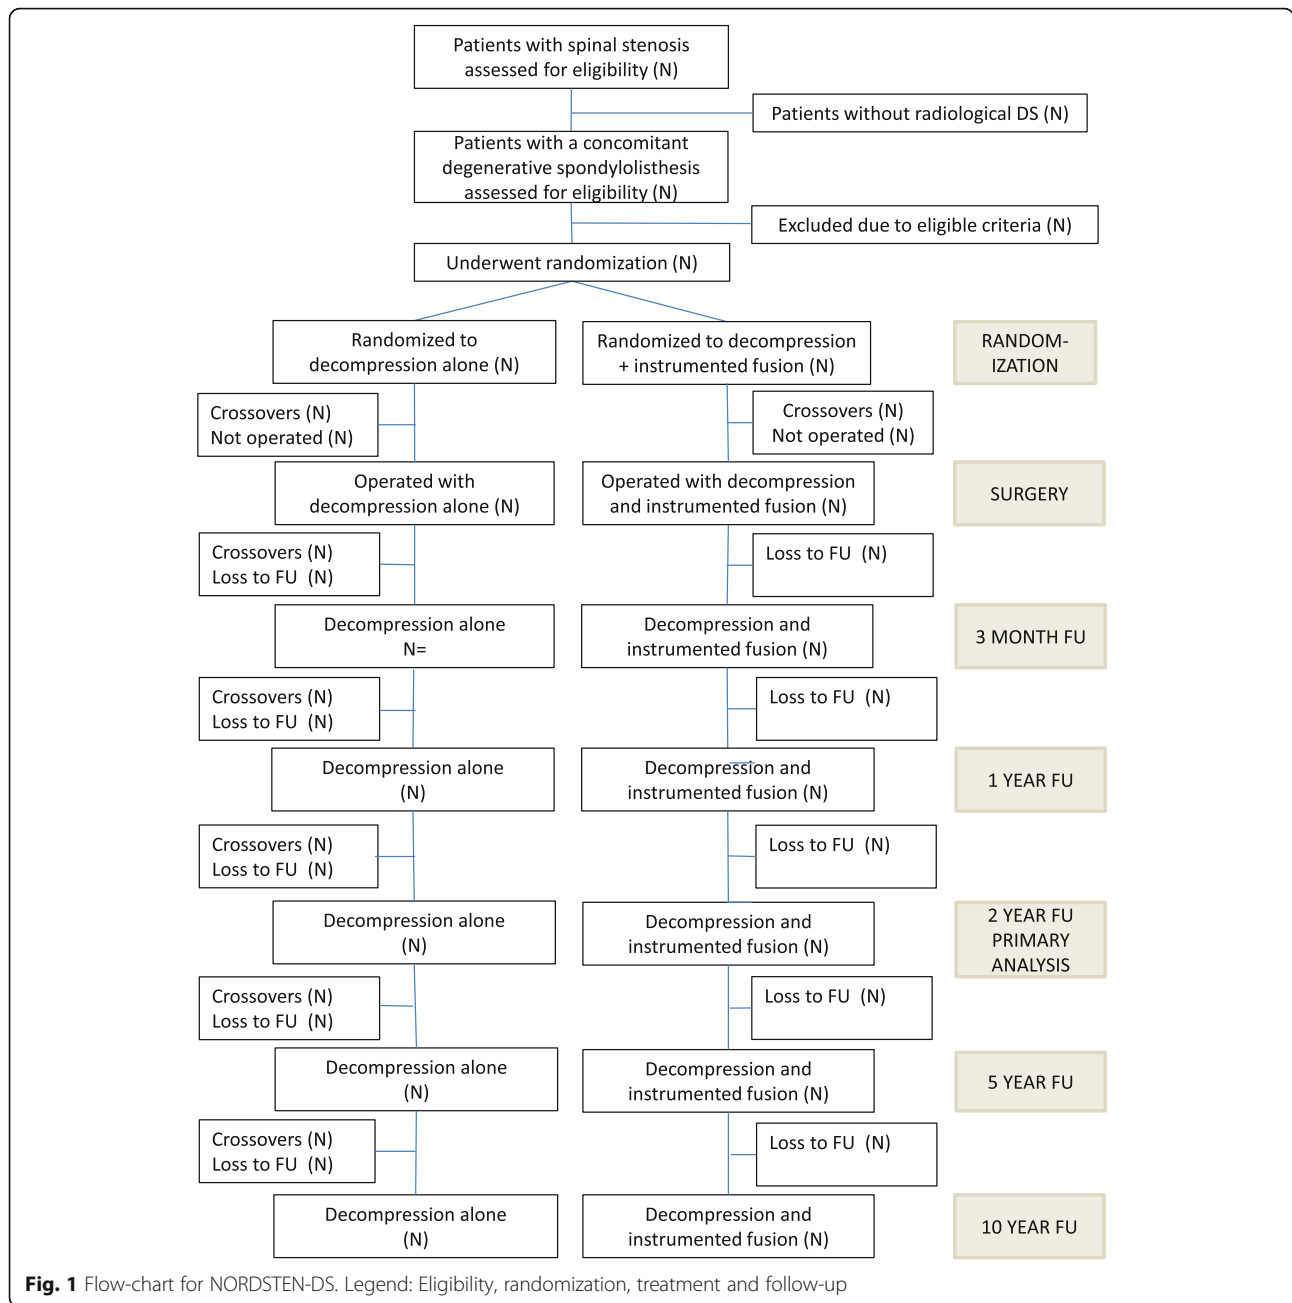 Patients with spinal stenosis
assessed for eligibility (N)
Patients without radiological DS (N)
Patients with a concomitant
degenerative spondylolisthesis
assessed for eligibility (N)
Excluded due to eligible criteria (N)
Underwent randomization (N)
Randomized to
decompression alone (N)
Randomized to decompression
+ instrumented fusion (N)
RANDOM-
IZATION
Crossovers (N)
Not operated (N)
Crossovers (N)
Not operated (N)
Operated with
decompression alone (N)
Operated with decompression
and instrumented fusion (N)
SURGERY
Crossovers (N)
Loss to FU (N)
Loss to FU (N)
Decompression alone
N=
Decompression and
instrumented fusion (N)
3 MONTH FU
Crossovers (N)
Loss to FU (N)
Loss to FU (N)
Decompression alone
(N)
Decompression and
instrumented fusion (N)
1 YEAR FU
Crossovers (N)
Loss to FU (N)
Loss to FU (N)
Decompression alone
(N)
Decompression and
instrumented fusion (N)
2 YEAR FU
PRIMARY
ANALYSIS
Crossovers (N)
Loss to FU (N)
Loss to FU (N)
Decompression alone
(N)
Decompression and
instrumented fusion (N)
5 YEAR FU
Crossovers (N)
Loss to FU (N)
Loss to FU (N)
Decompression alone
(N)
Decompression and
instrumented fusion (N)
10 YEAR FU
Fig. 1 Flow-chart for NORDSTEN-DS. Legend: Eligibility, randomization, treatment and follow-up